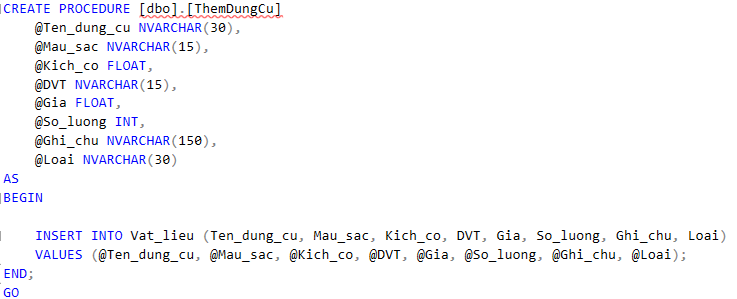 CREATE PROCEDURE [dbo].[ThemDungCu]
    @Ten_dung_cu NVARCHAR(30),
    @Mau_sac NVARCHAR(15),
    @Kich_co FLOAT,
    @DVT NVARCHAR(15),
    @Gia FLOAT,
    @So_luong INT,
    @Ghi_chu NVARCHAR(150),
    @Loai NVARCHAR(30)
AS
BEGIN
    INSERT INTO Vat_lieu (Ten_dung_cu, Mau_sac, Kich_co, DVT, Gia, So_luong, Ghi_chu, Loai)
    VALUES (@Ten_dung_cu, @Mau_sac, @Kich_co, @DVT, @Gia, @So_luong, @Ghi_chu, @Loai);
END;
GO